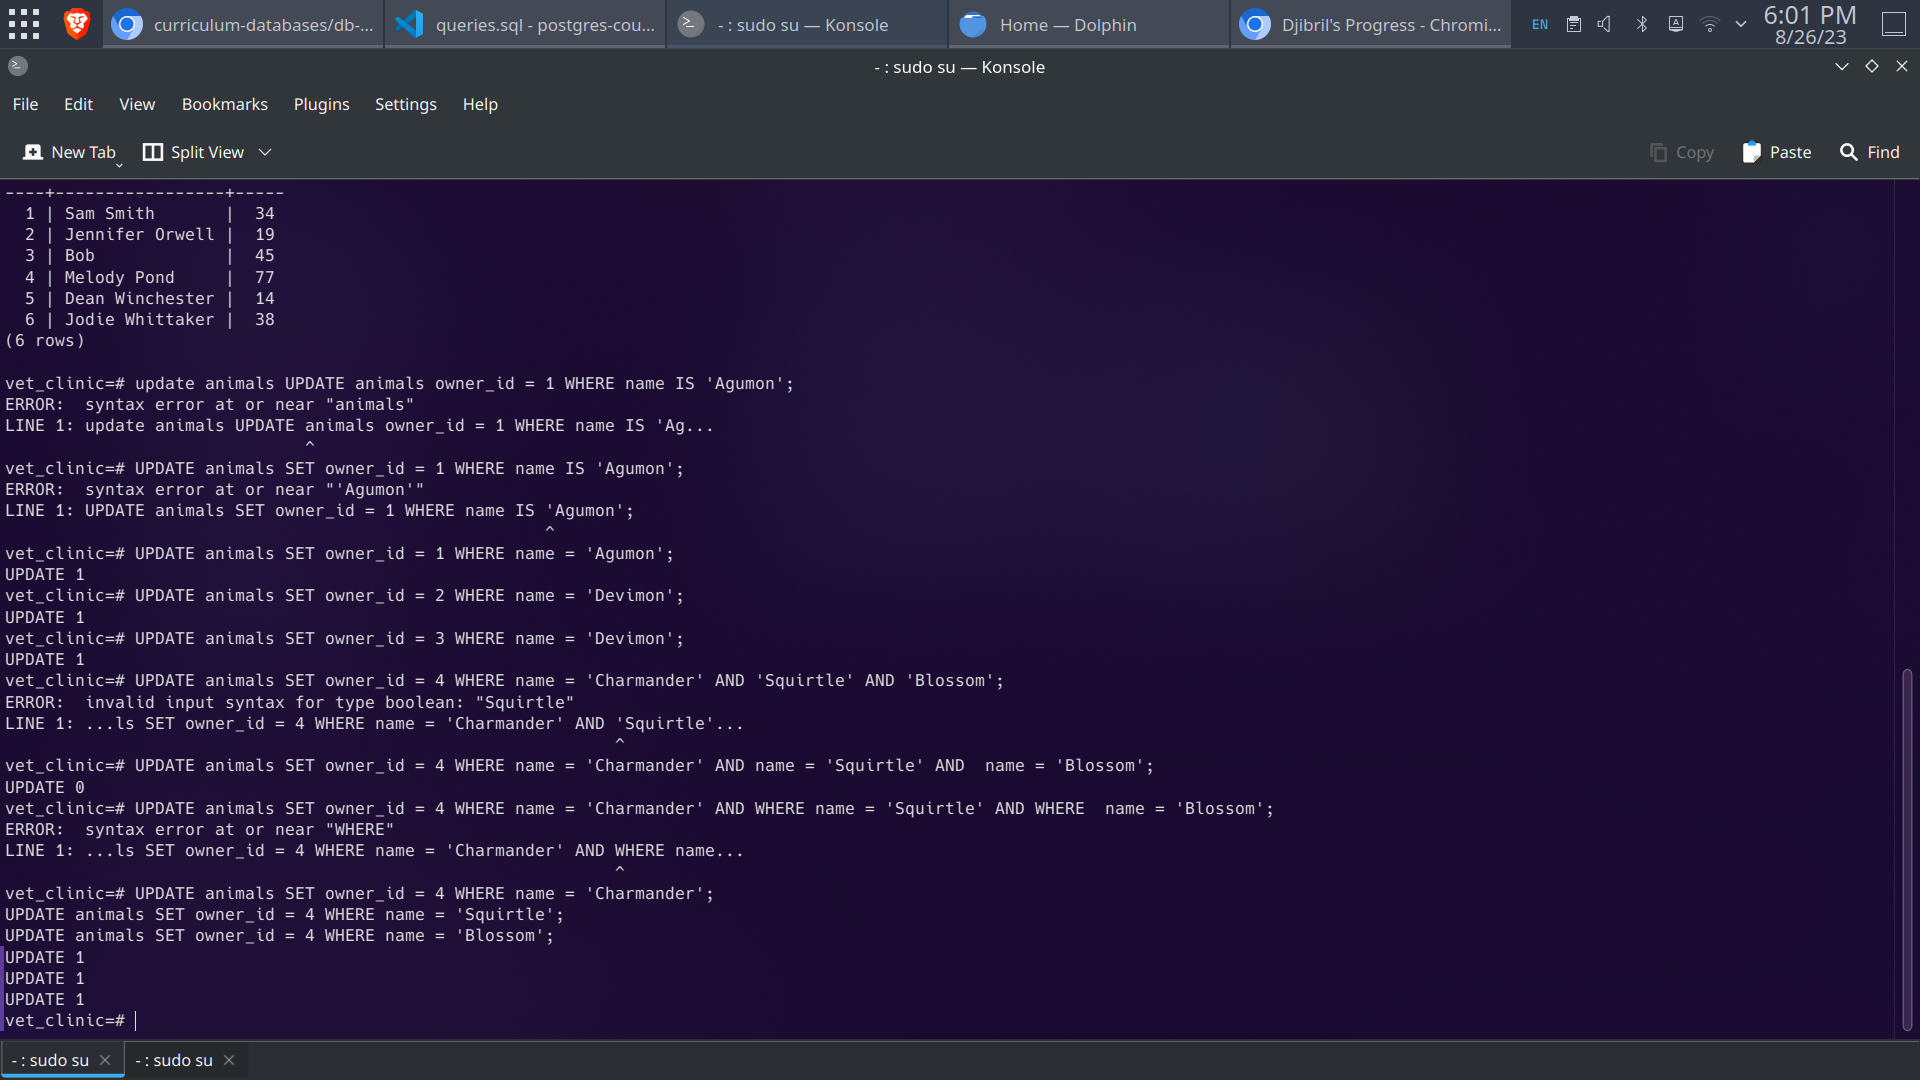 curriculum-databases/db-...
queries.sql - postgres-cou...
- : sudo su — Konsole
Home — Dolphin
Djibril's Progress - Chromi...
EN
A
6:01 PM
8/26/23
- : sudo su — Konsole
File Edit View Bookmarks Plugins Settings Help
New Tab Split View Copy Paste Find
----+-----------------+-----
  1 | Sam Smith       |  34
  2 | Jennifer Orwell |  19
  3 | Bob             |  45
  4 | Melody Pond     |  77
  5 | Dean Winchester |  14
  6 | Jodie Whittaker |  38
(6 rows)
vet_clinic=# update animals UPDATE animals owner_id = 1 WHERE name IS 'Agumon';
ERROR:  syntax error at or near "animals"
LINE 1: update animals UPDATE animals owner_id = 1 WHERE name IS 'Ag...
                              ^
vet_clinic=# UPDATE animals SET owner_id = 1 WHERE name IS 'Agumon';
ERROR:  syntax error at or near "'Agumon'"
LINE 1: UPDATE animals SET owner_id = 1 WHERE name IS 'Agumon';
                                                      ^
vet_clinic=# UPDATE animals SET owner_id = 1 WHERE name = 'Agumon';
UPDATE 1
vet_clinic=# UPDATE animals SET owner_id = 2 WHERE name = 'Devimon';
UPDATE 1
vet_clinic=# UPDATE animals SET owner_id = 3 WHERE name = 'Devimon';
UPDATE 1
vet_clinic=# UPDATE animals SET owner_id = 4 WHERE name = 'Charmander' AND 'Squirtle' AND 'Blossom';
ERROR:  invalid input syntax for type boolean: "Squirtle"
LINE 1: ...ls SET owner_id = 4 WHERE name = 'Charmander' AND 'Squirtle'...
                                                             ^
vet_clinic=# UPDATE animals SET owner_id = 4 WHERE name = 'Charmander' AND name = 'Squirtle' AND  name = 'Blossom';
UPDATE 0
vet_clinic=# UPDATE animals SET owner_id = 4 WHERE name = 'Charmander' AND WHERE name = 'Squirtle' AND WHERE  name = 'Blossom';
ERROR:  syntax error at or near "WHERE"
LINE 1: ...ls SET owner_id = 4 WHERE name = 'Charmander' AND WHERE name...
                                                             ^
vet_clinic=# UPDATE animals SET owner_id = 4 WHERE name = 'Charmander';
UPDATE animals SET owner_id = 4 WHERE name = 'Squirtle';
UPDATE animals SET owner_id = 4 WHERE name = 'Blossom';
UPDATE 1
UPDATE 1
UPDATE 1
vet_clinic=#
- : sudo su
- : sudo su